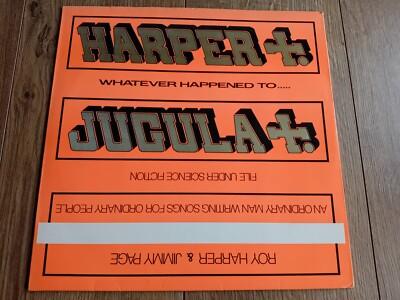 HARPER +.
WHATEVER HAPPENED TO.....
JUGULA +.
FILE UNDER SCIENCE FICTION
AN ORDINARY MAN WRITING SONGS FOR ORDINARY PEOPLE
ROY HARPER & JIMMY PAGE